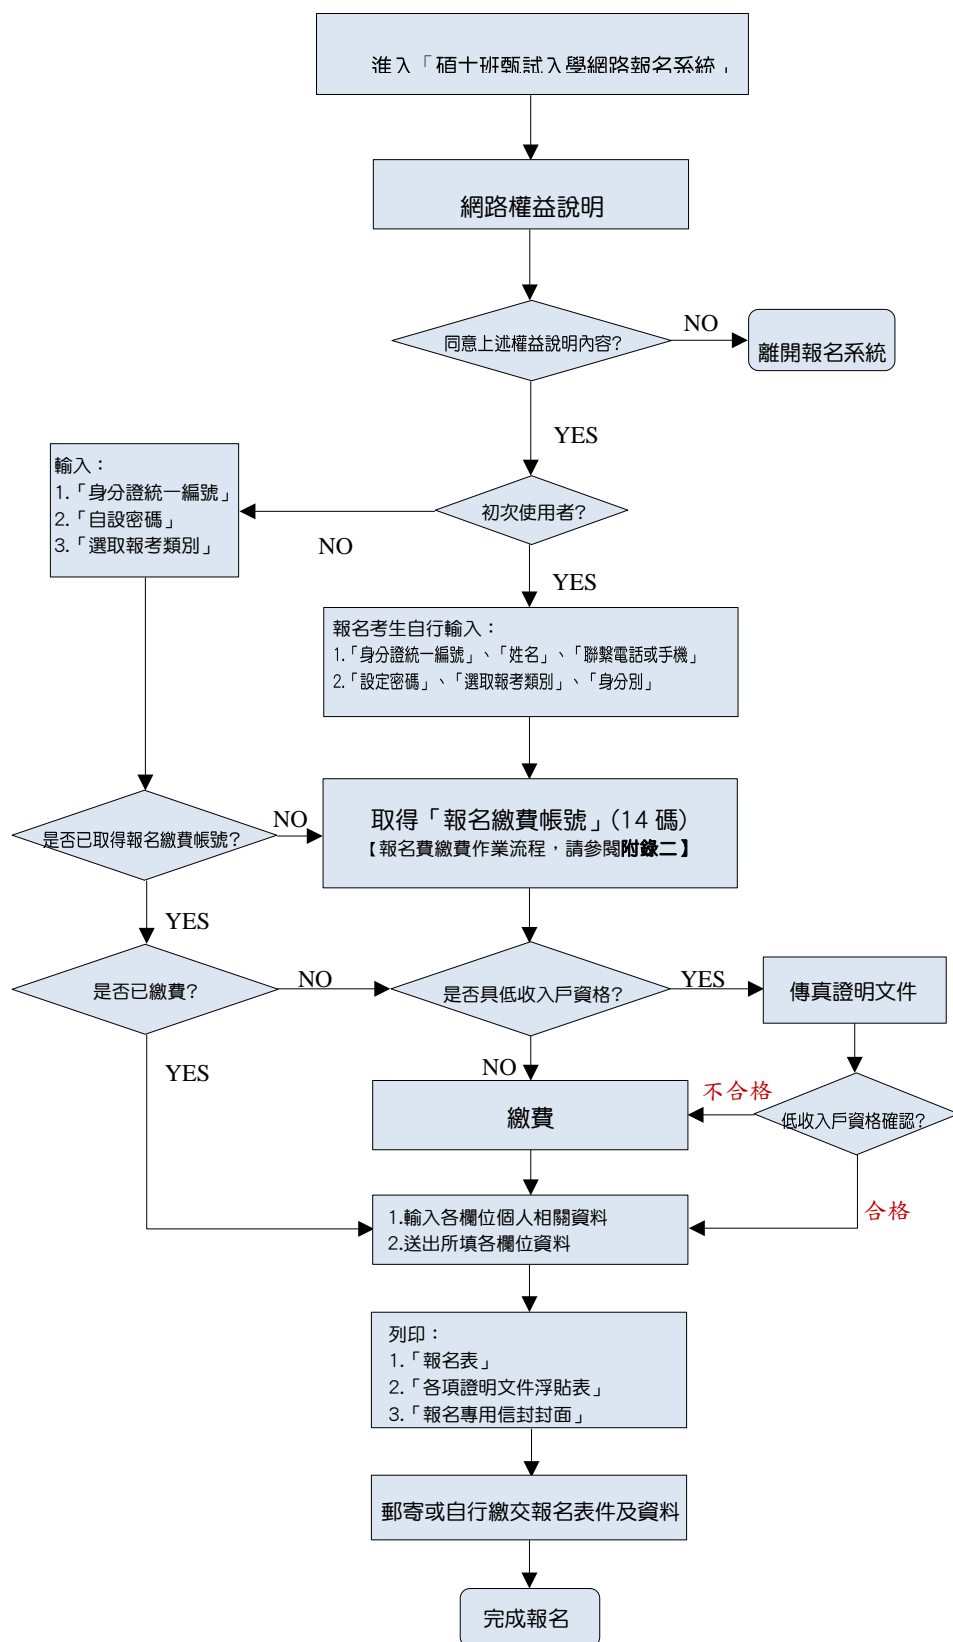 進入「碩士班甄試入學網路報名系統」
網路權益說明
同意上述權益說明內容?
NO
離開報名系統
YES
初次使用者?
NO
輸入：
1.「身分證統一編號」
2.「自設密碼」
3.「選取報考類別」
YES
報名考生自行輸入：
1.「身分證統一編號」、「姓名」、「聯繫電話或手機」
2.「設定密碼」、「選取報考類別」、「身分別」
是否已取得報名繳費帳號?
NO
取得「報名繳費帳號」(14 碼)
【報名費繳費作業流程，請參閱附錄二】
YES
是否已繳費?
NO
是否具低收入戶資格?
YES
傳真證明文件
YES
NO
繳費
不合格
低收入戶資格確認?
合格
1.輸入各欄位個人相關資料
2.送出所填各欄位資料
列印：
1.「報名表」
2.「各項證明文件浮貼表」
3.「報名專用信封封面」
郵寄或自行繳交報名表件及資料
完成報名